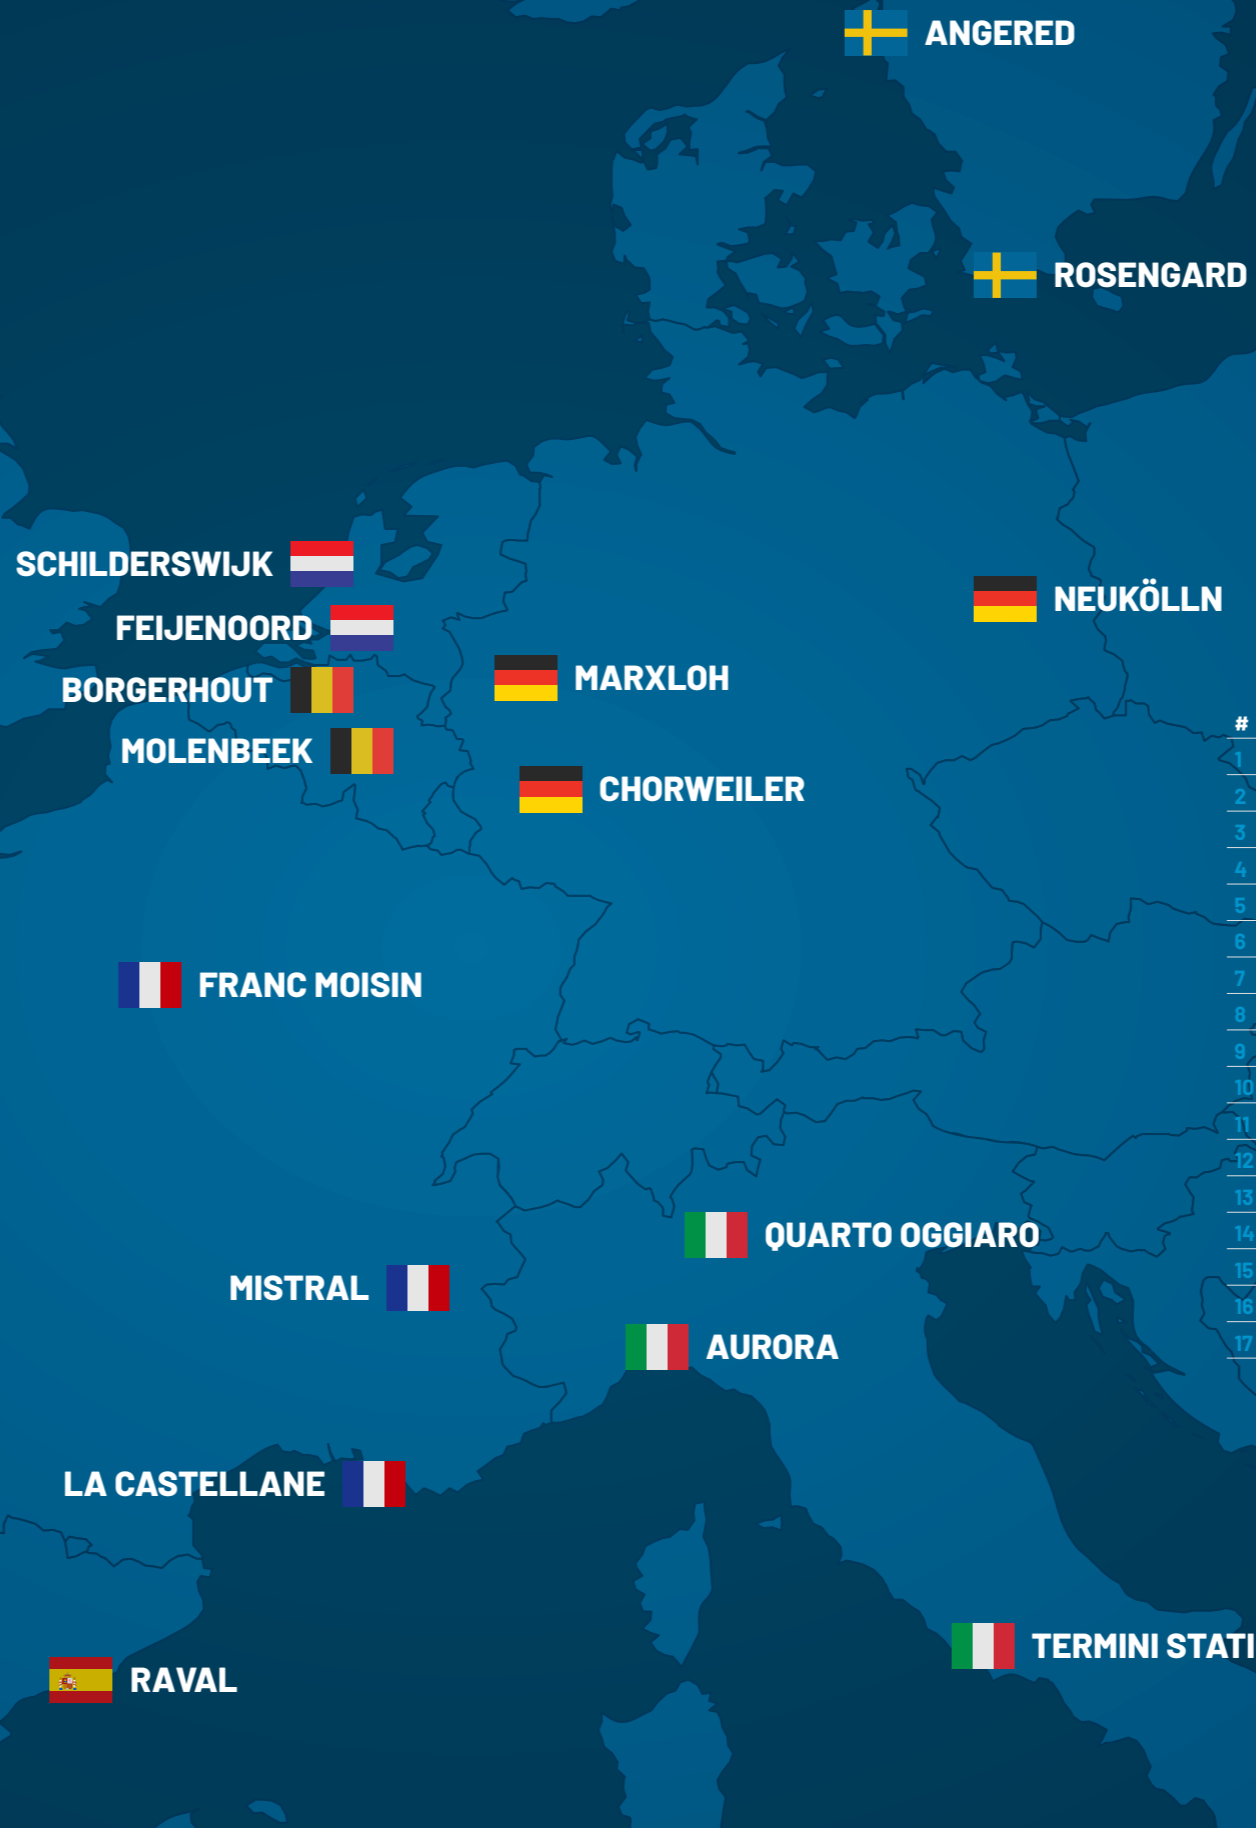 ANGERED
ROSENGARD
SCHILDERSWIJK
NEUKÖLLN
FEIJENOORD
MARXLOH
BORGERHOUT
MOLENBEEK
CHORWEILER
#
1
2
3
4
5
6
7
8
9
10
11
12
13
14
15
16
17
FRANC MOISIN
QUARTO OGGIARO
MISTRAL
AURORA
LA CASTELLANE
TERMINI STATI
RAVAL